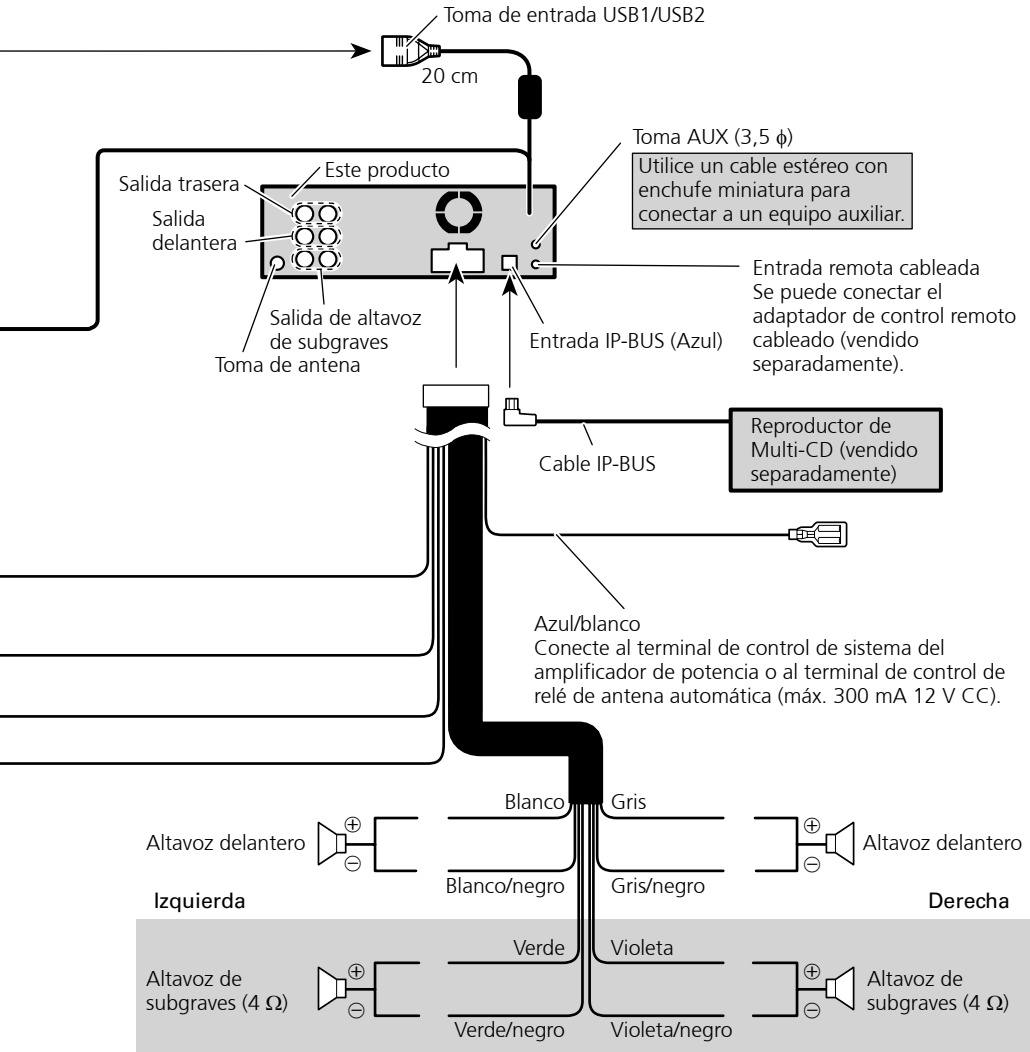 Toma de entrada USB1/USB2
20 cm
Toma AUX (3,5 ϕ)
Utilice un cable estéreo con
enchufe miniatura para
conectar a un equipo auxiliar.
Este producto
Salida trasera
Salida
delantera
Entrada remota cableada
Se puede conectar el
adaptador de control remoto
cableado (vendido
separadamente).
Salida de altavoz
de subgraves
Toma de antena
Entrada IP-BUS (Azul)
Reproductor de
Multi-CD (vendido
separadamente)
Cable IP-BUS
Azul/blanco
Conecte al terminal de control de sistema del
amplificador de potencia o al terminal de control de
relé de antena automática (máx. 300 mA 12 V CC).
Blanco
Gris
Altavoz delantero
⊕
⊖
⊕
⊖
Altavoz delantero
Blanco/negro
Gris/negro
Izquierda
Derecha
Verde
Violeta
Altavoz de
subgraves (4 Ω)
⊕
⊖
⊕
⊖
Altavoz de
subgraves (4 Ω)
Verde/negro
Violeta/negro